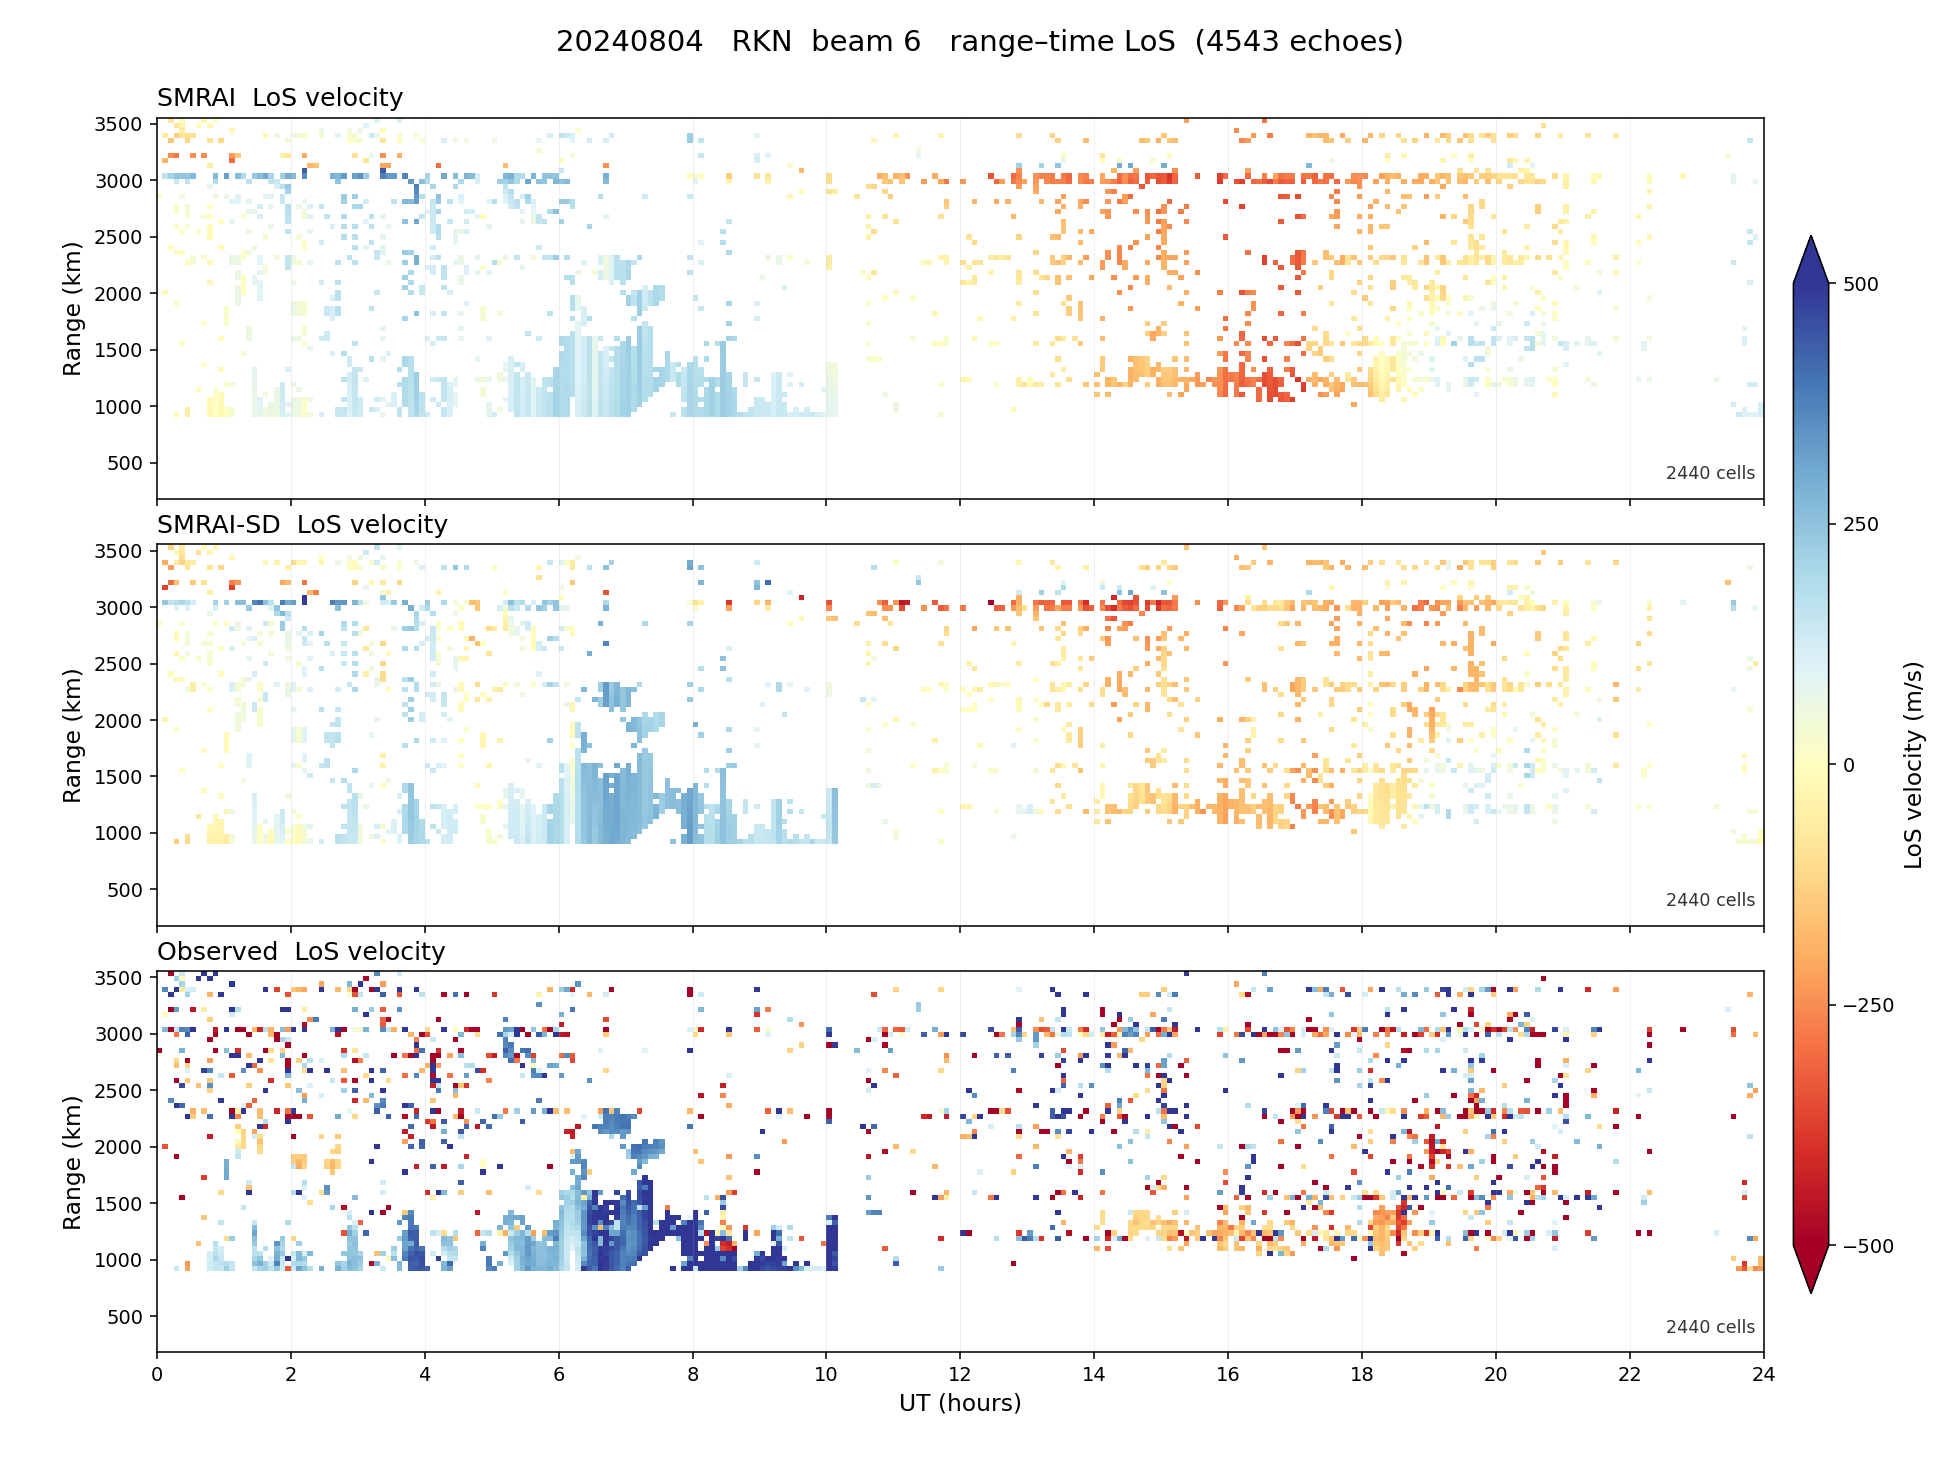 20240804   RKN  beam 6   range–time LoS  (4543 echoes)
SMRAI  LoS velocity
3500
3000
2500
2000
1500
1000
500
Range (km)
2440 cells
SMRAI-SD  LoS velocity
3500
3000
2500
2000
1500
1000
500
Range (km)
2440 cells
Observed  LoS velocity
3500
3000
2500
2000
1500
1000
500
Range (km)
2440 cells
0 2 4 6 8 10 12 14 16 18 20 22 24
UT (hours)
500
250
0
−250
−500
LoS velocity (m/s)